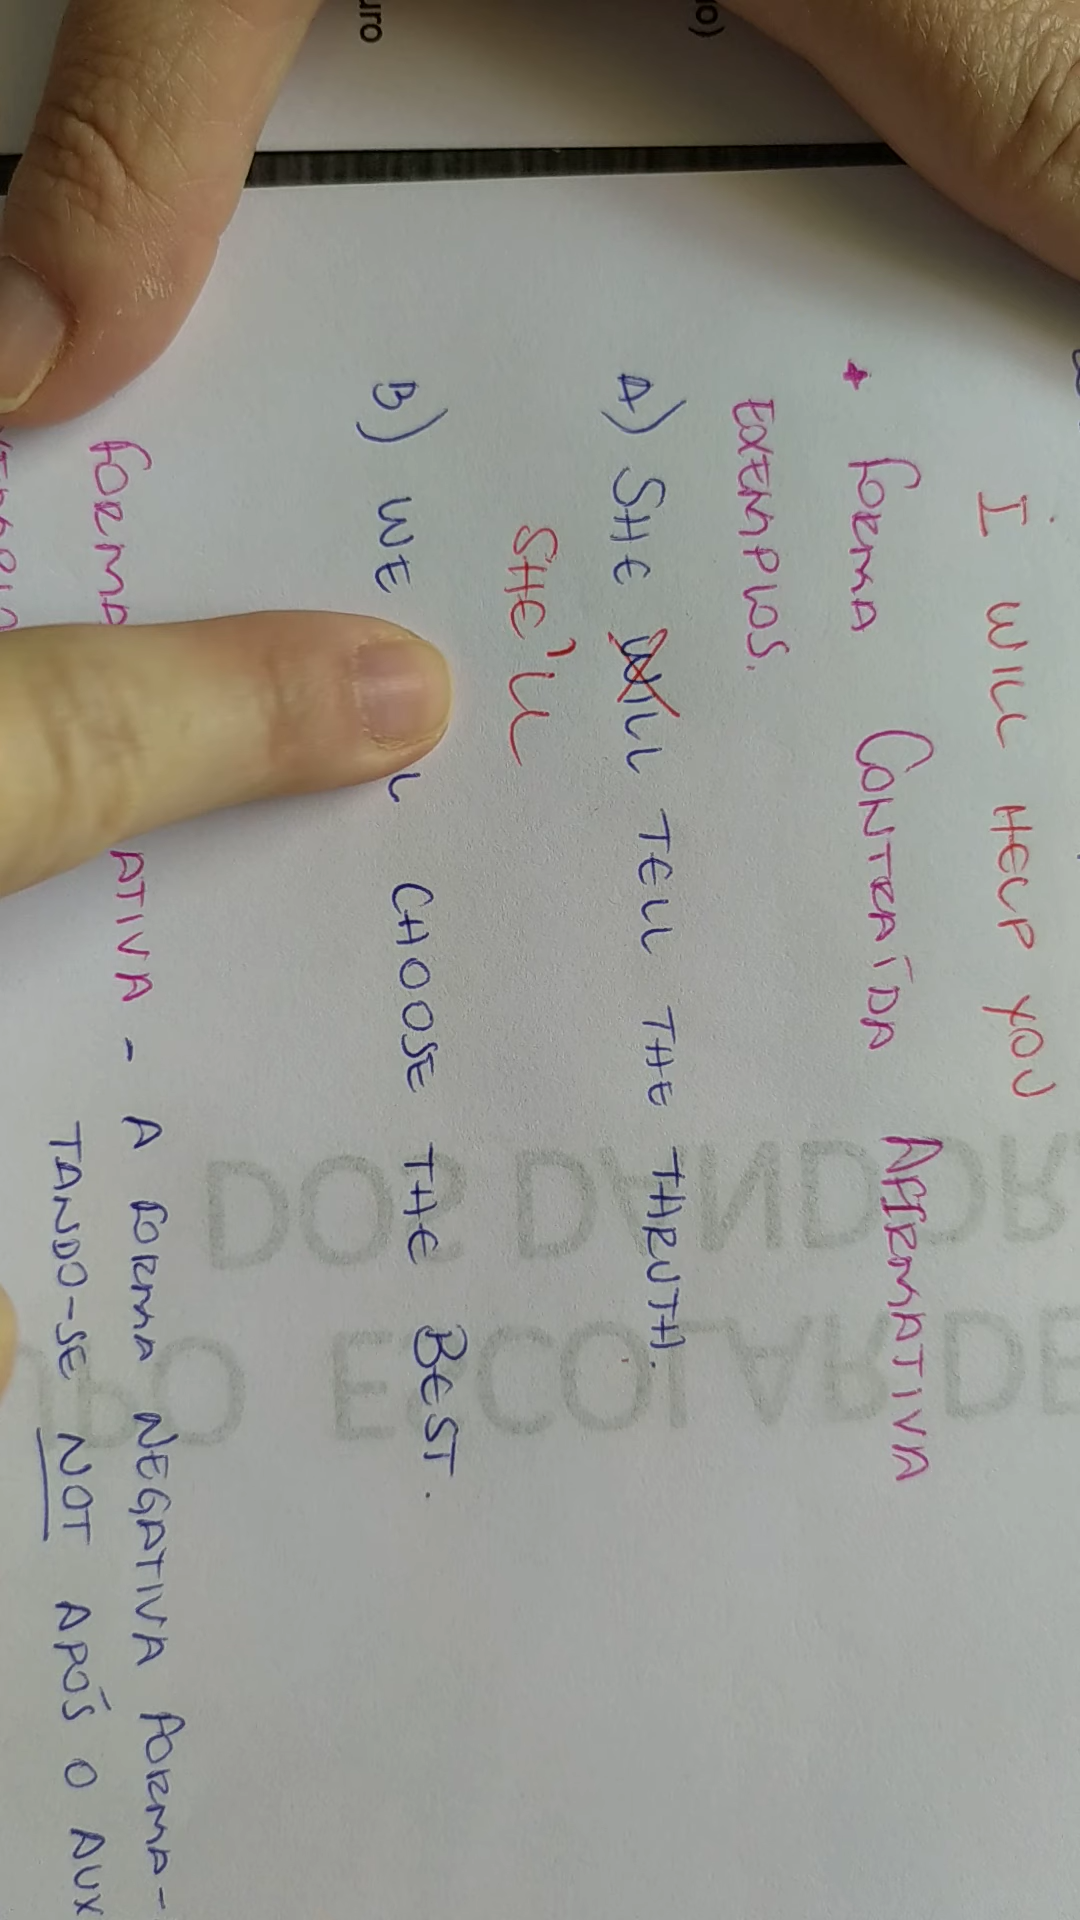 I WILL HELP YOU
* FORMA CONTRAÍDA AFIRMATIVA
EXEMPLOS.
A) SHE WILL TELL THE THRUTH.
SHE'LL
B) WE CHOOSE THE BEST.
FORMA ATIVA - A FORMA NEGATIVA FORMA-
TANDO-SE NOT APÓS O AUX